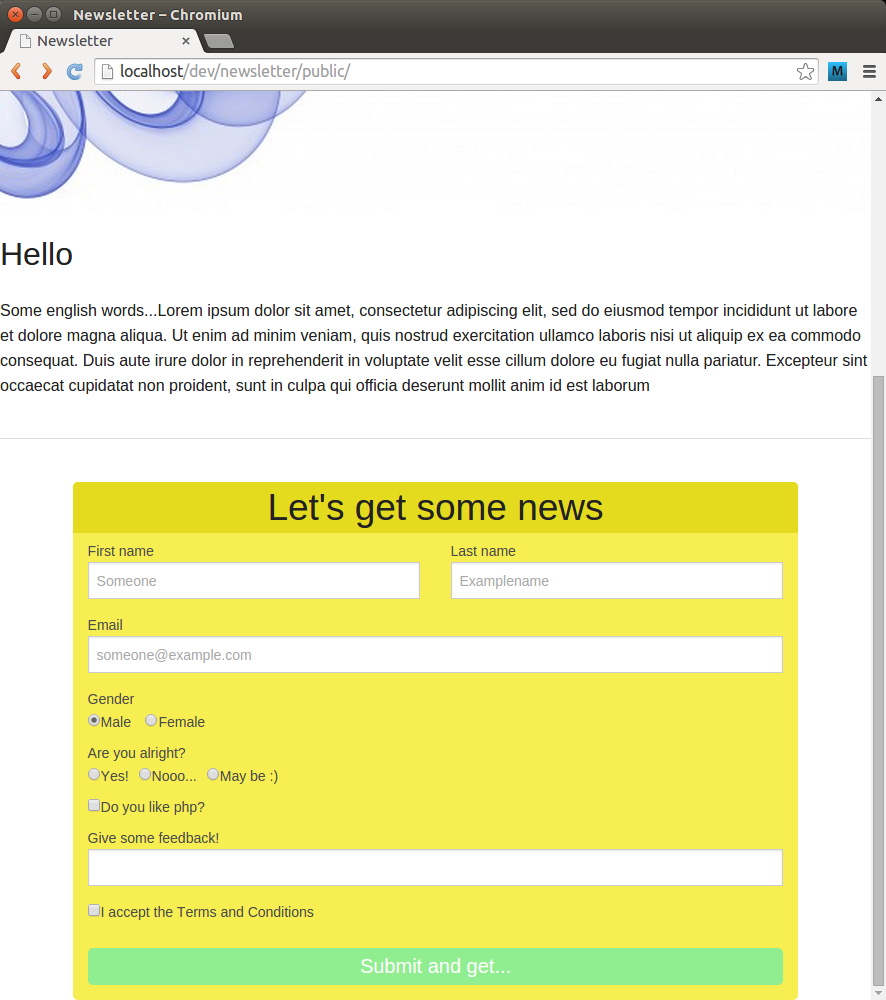 Newsletter – Chromium
Newsletter
localhost/dev/newsletter/public/
M
Hello
Some english words...Lorem ipsum dolor sit amet, consectetur adipiscing elit, sed do eiusmod tempor incididunt ut labore
et dolore magna aliqua. Ut enim ad minim veniam, quis nostrud exercitation ullamco laboris nisi ut aliquip ex ea commodo
consequat. Duis aute irure dolor in reprehenderit in voluptate velit esse cillum dolore eu fugiat nulla pariatur. Excepteur sint
occaecat cupidatat non proident, sunt in culpa qui officia deserunt mollit anim id est laborum
Let's get some news
First name Last name
Someone Examplename
Email
someone@example.com
Gender
Male Female
Are you alright?
Yes! Nooo... May be :)
Do you like php?
Give some feedback!
I accept the Terms and Conditions
Submit and get...